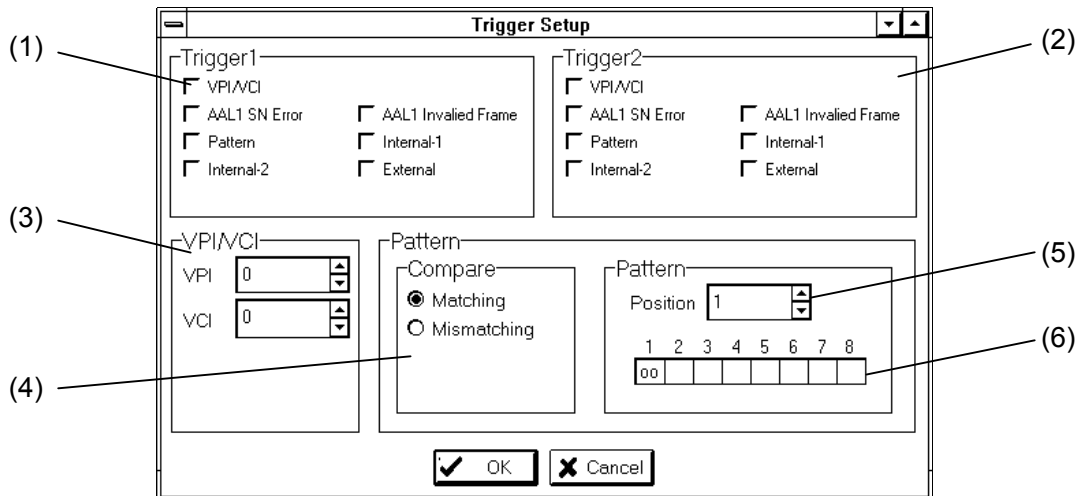 Trigger Setup
(1)
(2)
Trigger1
VPI/VCI
AAL1 SN Error
AAL1 Invalied Frame
Pattern
Internal-1
Internal-2
External
Trigger2
VPI/VCI
AAL1 SN Error
AAL1 Invalied Frame
Pattern
Internal-1
Internal-2
External
(3)
VPI/VCI
VPI 0
VCI 0
(4)
Pattern
Compare
Matching
Mismatching
Pattern
Position 1
(5)
1 2 3 4 5 6 7 8
00
(6)
OK
Cancel